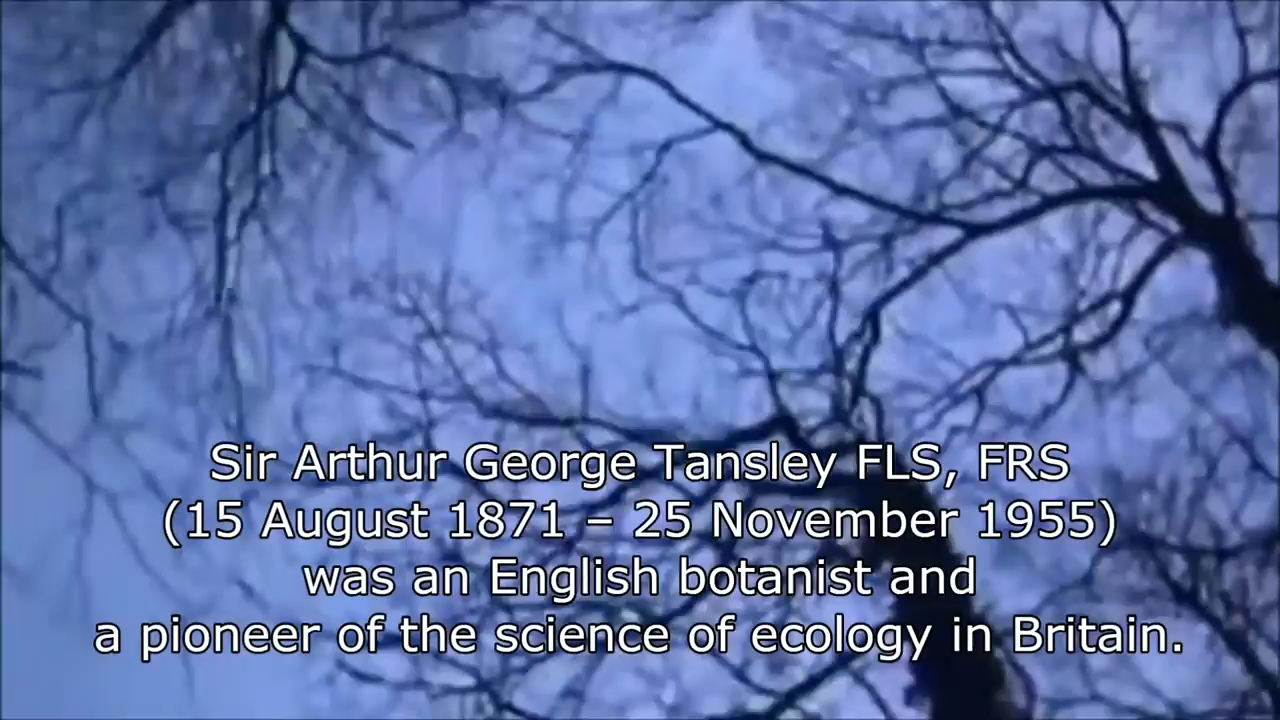 Sir Arthur George Tansley FLS, FRS
(15 August 1871 – 25 November 1955)
was an English botanist and
a pioneer of the science of ecology in Britain.